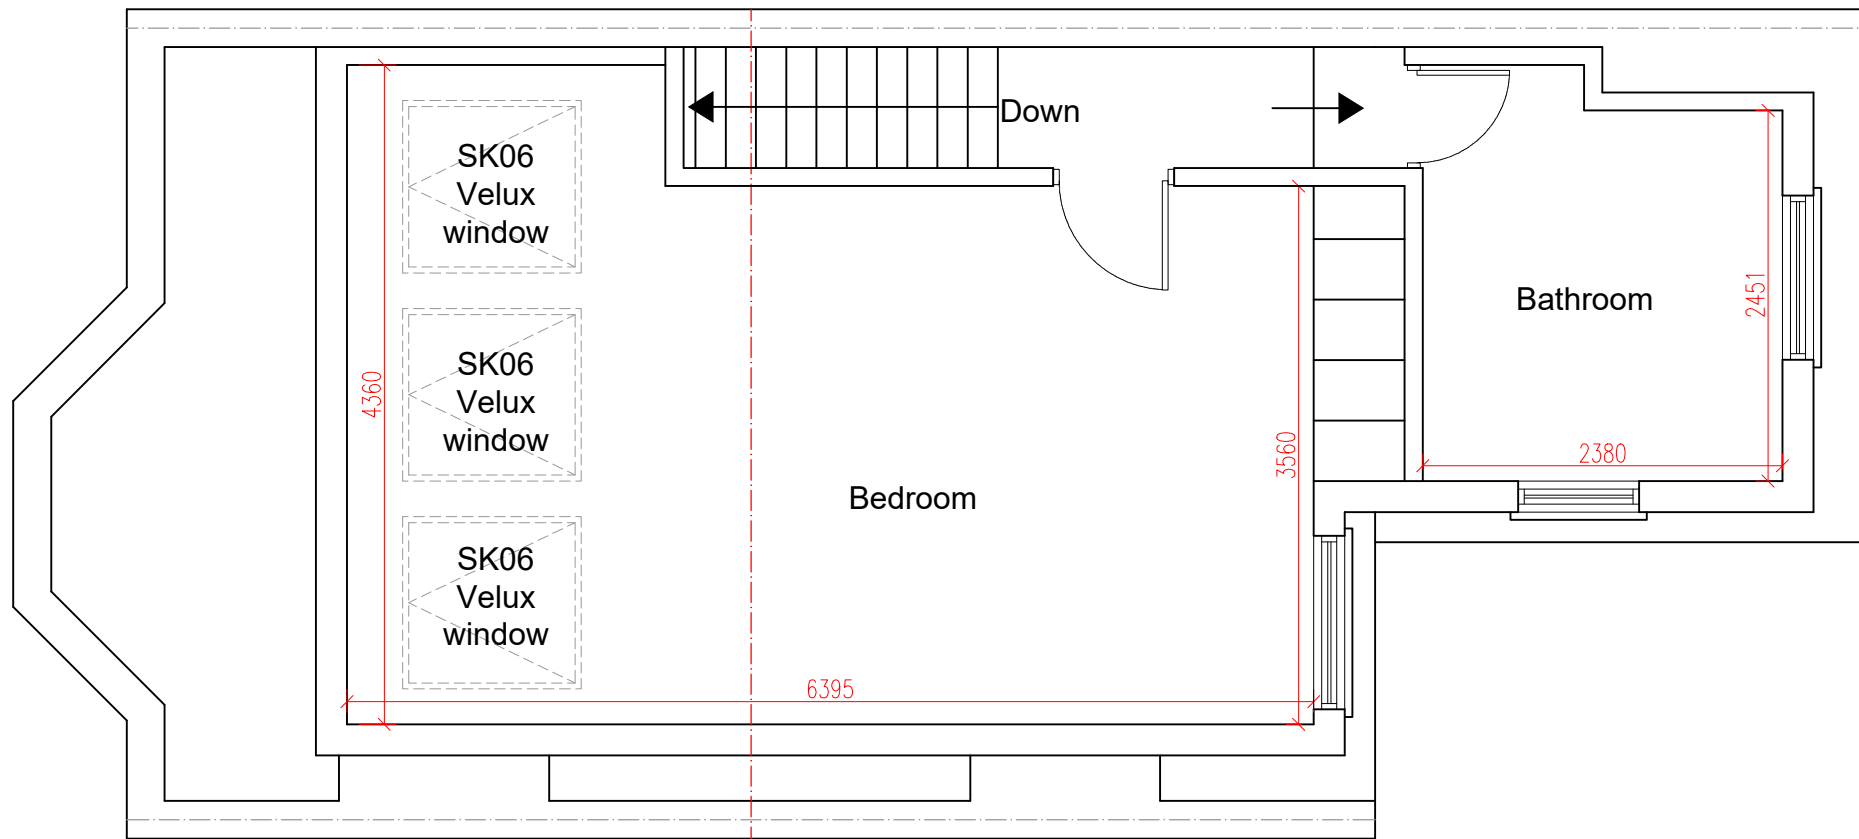 Down
SK06
Velux
window
Bathroom
2451
SK06
Velux
window
4360
3560
2380
Bedroom
SK06
Velux
window
6395